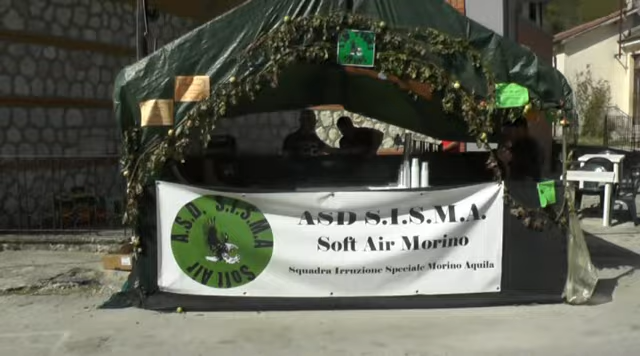 A.S.D. S.I.S.M.A
SOFT AIR
ASD S.I.S.M.A.
Soft Air Morino
Squadra Irruzione Speciale Morino Aquila